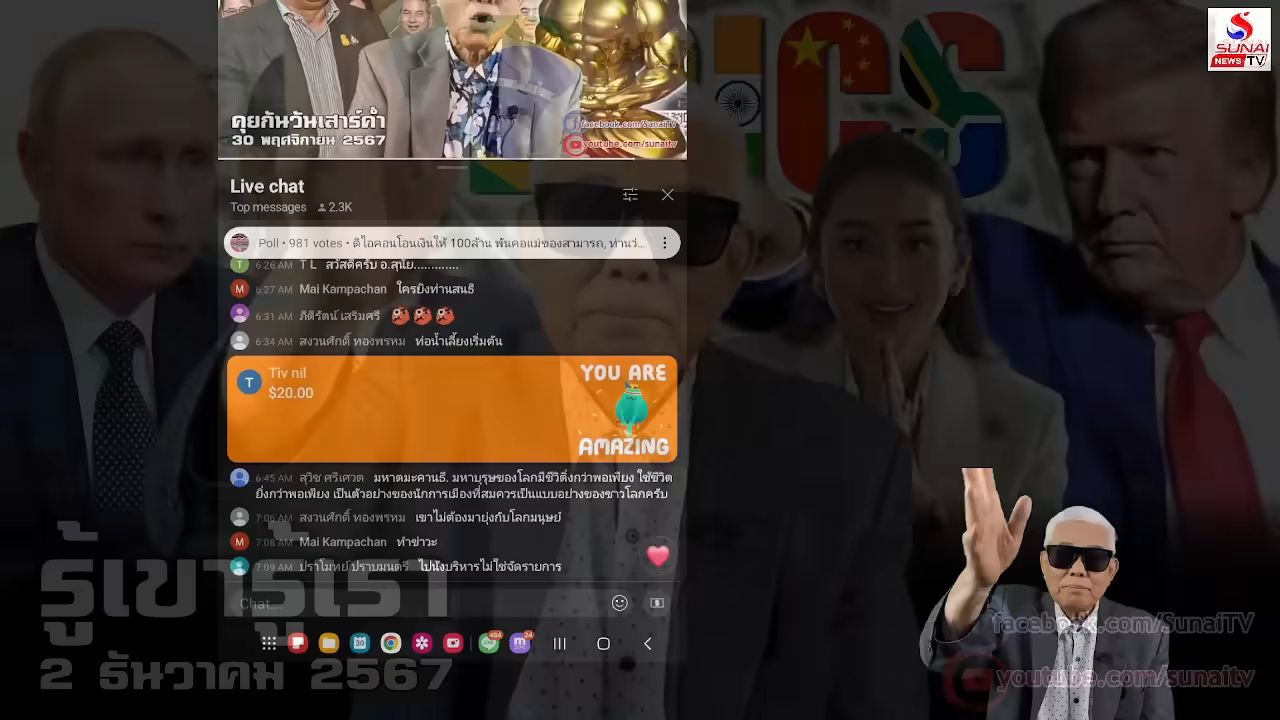 SUNAI
NEWS TV
คุยกันวันเสาร์ค่ำ
30 พฤศจิกายน 2567
facebook.com/SunaiTV
youtube.com/sunaitv
Live chat
Top messages 2.3K
Poll • 981 votes • ดิไอคอนโอนเงินให้ 100ล้าน พ้นคอแม่ของสามารถ, ท่านว่...
T 6:26 AM T L สวัสดีครับ อ.สุนัย.............
M 6:27 AM Mai Kampachan ใครยิงท่านสนธิ
6:31 AM ภิติรัตน์ เสริมศรี
6:34 AM สงวนศักดิ์ ทองพรหม ท่อน้ำเลี้ยงเริ่มตัน
T Tiv nil
$20.00
YOU ARE
AMAZING
6:45 AM สุวิช ศรีเศวต มหาตมะคานธี. มหาบุรุษของโลกมีชีวิติ่งกว่าพอเพียง ใช้ชีวิต
ยิ่งกว่าพอเพียง เป็นตัวอย่างของนักการเมืองที่สมควรเป็นแบบอย่างของชาวโลกครับ
7:06 AM สงวนศักดิ์ ทองพรหม เขาไม่ต้องมายุ่งกับโลกมนุษย์
M 7:08 AM Mai Kampachan ทำข่าวะ
7:09 AM ปราโมทย์ ปราบมนตรี ไปนั่งบริหารไม่ใช่จัดรายการ
Chat...
30
484
24
รู้เขารู้เรา
2 ธันวาคม 2567
facebook.com/SunaiTV
youtube.com/sunaitv